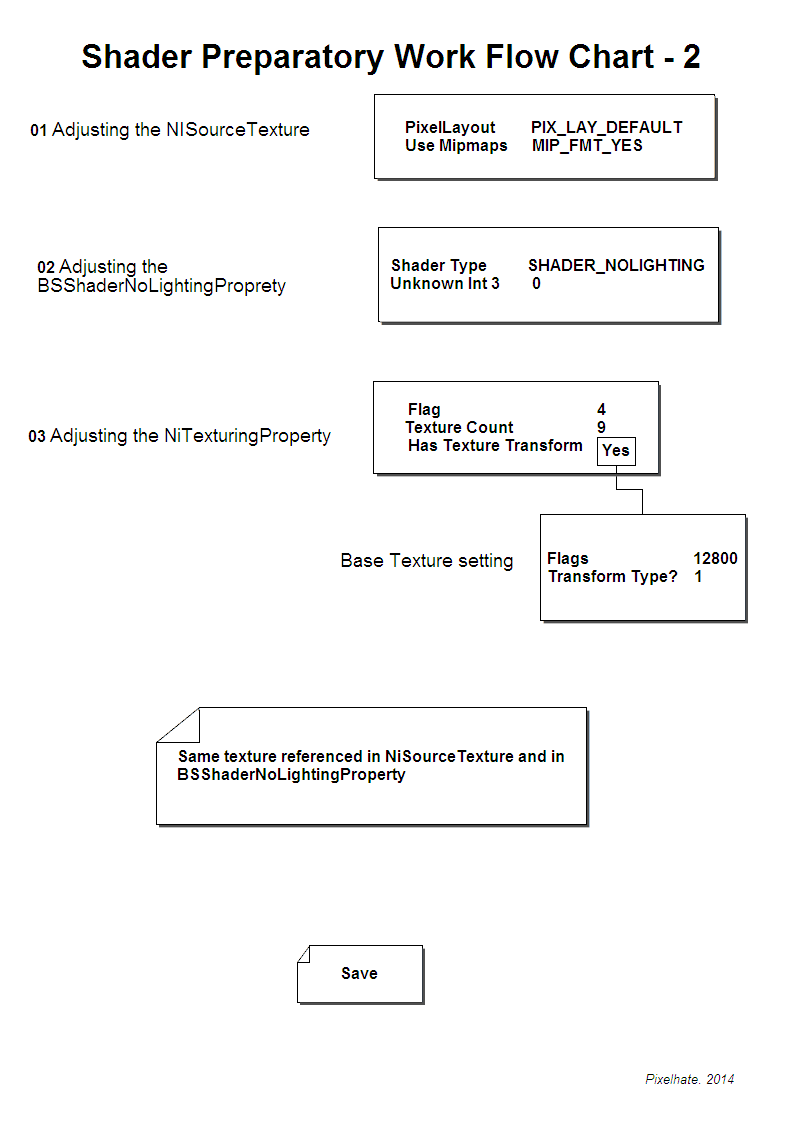 Shader Preparatory Work Flow Chart - 2
01 Adjusting the NISourceTexture
PixelLayout PIX_LAY_DEFAULT
Use Mipmaps MIP_FMT_YES
02 Adjusting the
BSShaderNoLightingProprety
Shader Type SHADER_NOLIGHTING
Unknown Int 3 0
03 Adjusting the NiTexturingProperty
Flag 4
Texture Count 9
Has Texture Transform Yes
Base Texture setting
Flags 12800
Transform Type? 1
Same texture referenced in NiSourceTexture and in
BSShaderNoLightingProperty
Save
Pixelhate. 2014